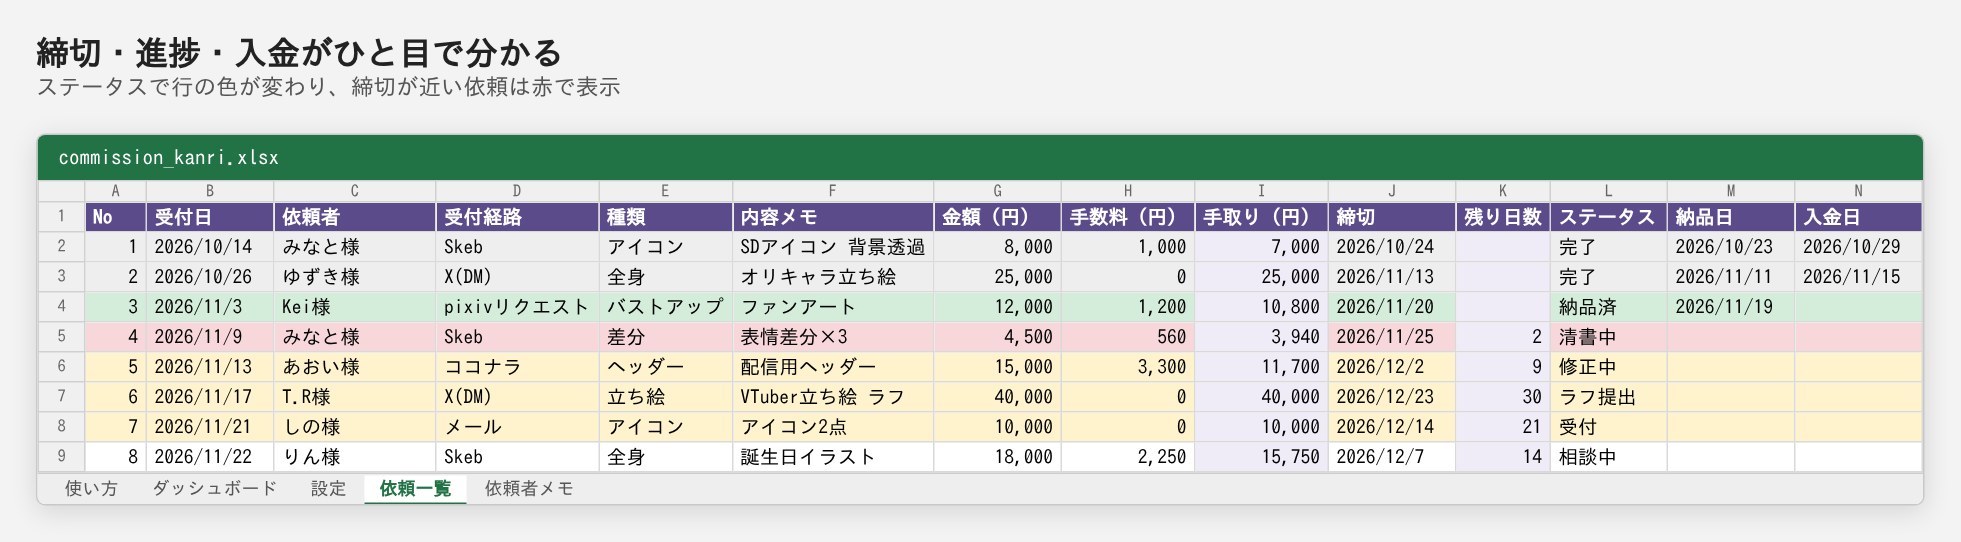 締切・進捗・入金がひと目で分かる
ステータスで行の色が変わり、締切が近い依頼は赤で表示
commission_kanri.xlsx
A B C D E F G H I J K L M N
1 No 受付日 依頼者 受付経路 種類 内容メモ 金額（円） 手数料（円） 手取り（円） 締切 残り日数 ステータス 納品日 入金日
2 1 2026/10/14 みなと様 Skeb アイコン SDアイコン 背景透過 8,000 1,000 7,000 2026/10/24 完了 2026/10/23 2026/10/29
3 2 2026/10/26 ゆずき様 X(DM) 全身 オリキャラ立ち絵 25,000 0 25,000 2026/11/13 完了 2026/11/11 2026/11/15
4 3 2026/11/3 Kei様 pixivリクエスト バストアップ ファンアート 12,000 1,200 10,800 2026/11/20 納品済 2026/11/19
5 4 2026/11/9 みなと様 Skeb 差分 表情差分×3 4,500 560 3,940 2026/11/25 2 清書中
6 5 2026/11/13 あおい様 ココナラ ヘッダー 配信用ヘッダー 15,000 3,300 11,700 2026/12/2 9 修正中
7 6 2026/11/17 T.R様 X(DM) 立ち絵 VTuber立ち絵 ラフ 40,000 0 40,000 2026/12/23 30 ラフ提出
8 7 2026/11/21 しの様 メール アイコン アイコン2点 10,000 0 10,000 2026/12/14 21 受付
9 8 2026/11/22 りん様 Skeb 全身 誕生日イラスト 18,000 2,250 15,750 2026/12/7 14 相談中
使い方 ダッシュボード 設定 依頼一覧 依頼者メモ